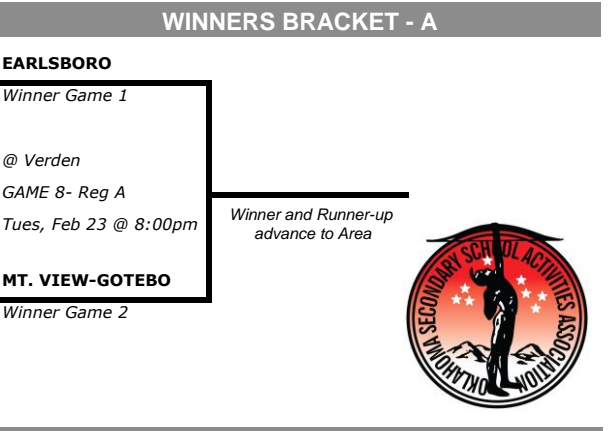 WINNERS BRACKET - A
EARLSBORO
Winner Game 1
@ Verden
GAME 8- Reg A
Tues, Feb 23 @ 8:00pm
Winner and Runner-up
advance to Area
MT. VIEW-GOTEBO
Winner Game 2
OKLAHOMA SECONDARY SCHOOL ACTIVITIES ASSOCIATION